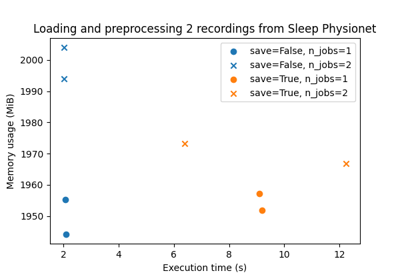 Loading and preprocessing 2 recordings from Sleep Physionet
save=False, n_jobs=1
save=False, n_jobs=2
save=True, n_jobs=1
save=True, n_jobs=2
Memory usage (MiB)
2000
1990
1980
1970
1960
1950
2 4 6 8 10 12
Execution time (s)